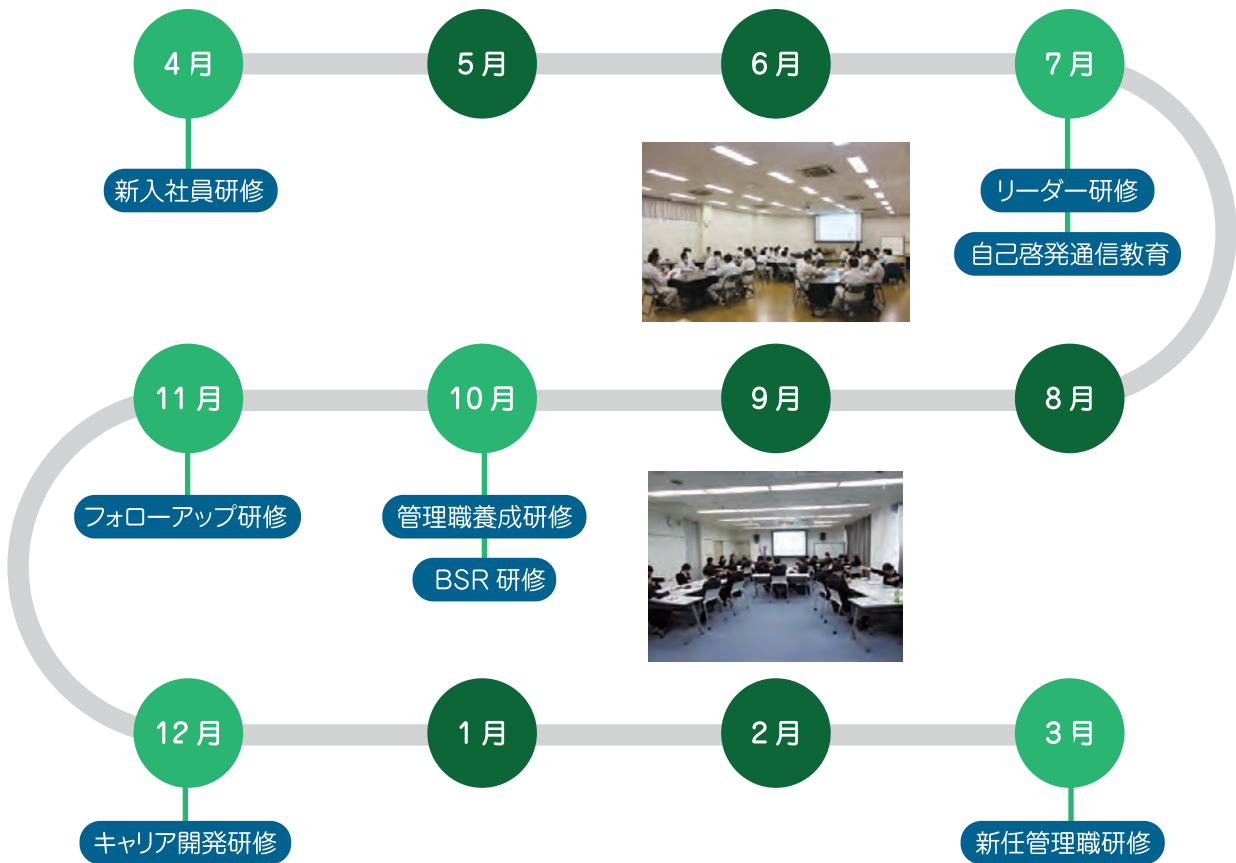 4月
5月
6月
7月
新入社員研修
リーダー研修
自己啓発通信教育
8月
9月
10月
11月
管理職養成研修
BSR 研修
フォローアップ研修
12月
1月
2月
3月
キャリア開発研修
新任管理職研修